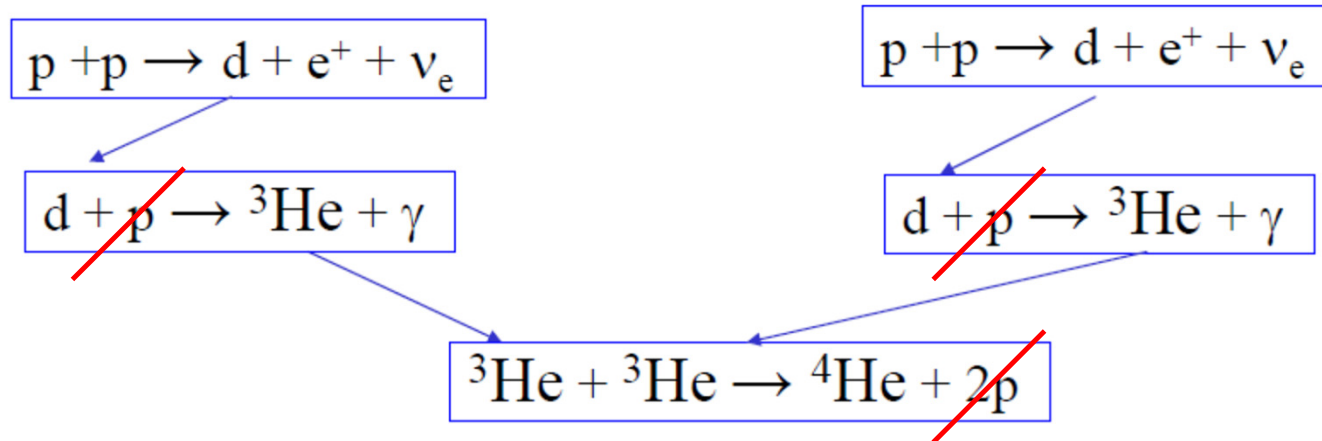 p +p → d + e⁺ + νₑ
p +p → d + e⁺ + νₑ
d + p → ³He + γ
d + p → ³He + γ
³He + ³He → ⁴He + 2p